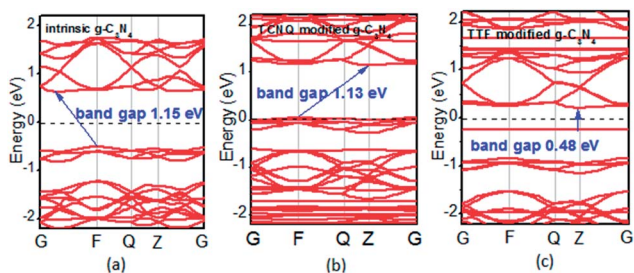 intrinsic g-C₃N₄
TCNQ modified g-C₃N₄
TTF modified g-C₃N₄
Energy (eV)
2
1
0
-1
-2
band gap 1.15 eV
G F Q Z G
(a)
Energy (eV)
2
1
0
-1
-2
band gap 1.13 eV
G F Q Z G
(b)
Energy (eV)
2
1
0
-1
-2
band gap 0.48 eV
G F Q Z G
(c)